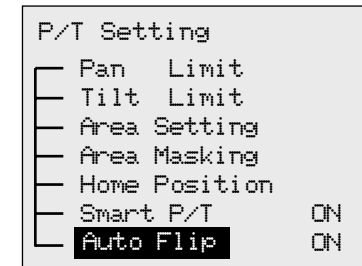 P/T Setting
Pan Limit
Tilt Limit
Area Setting
Area Masking
Home Position
Smart P/T ON
Auto Flip ON